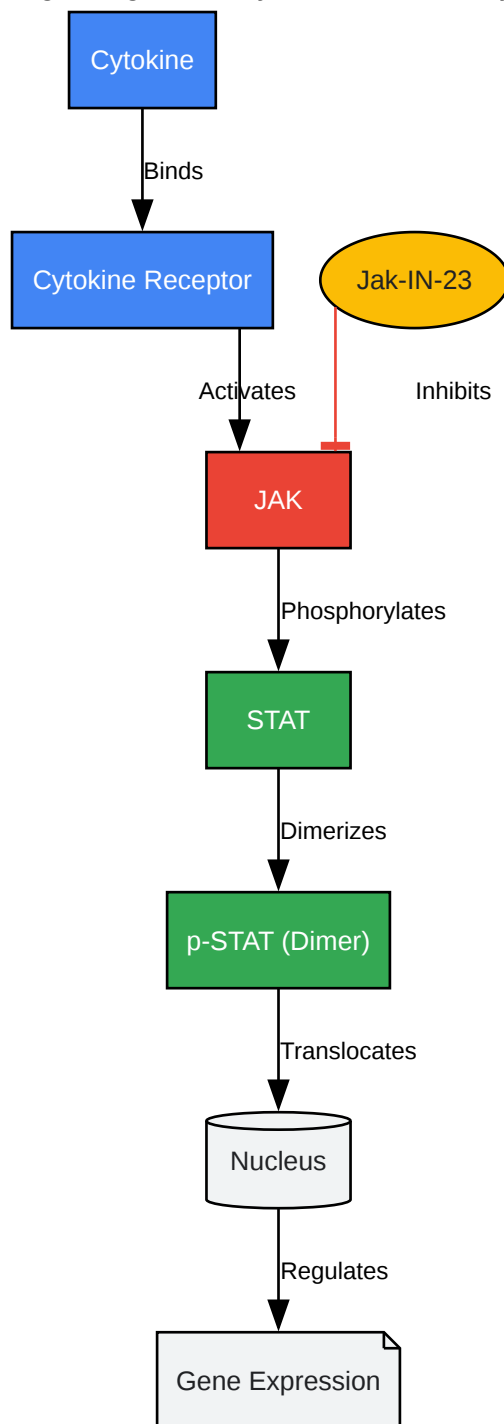 Cytokine
Binds
Cytokine Receptor
Jak-IN-23
Activates
Inhibits
JAK
Phosphorylates
STAT
Dimerizes
p-STAT (Dimer)
Translocates
Nucleus
Regulates
Gene Expression